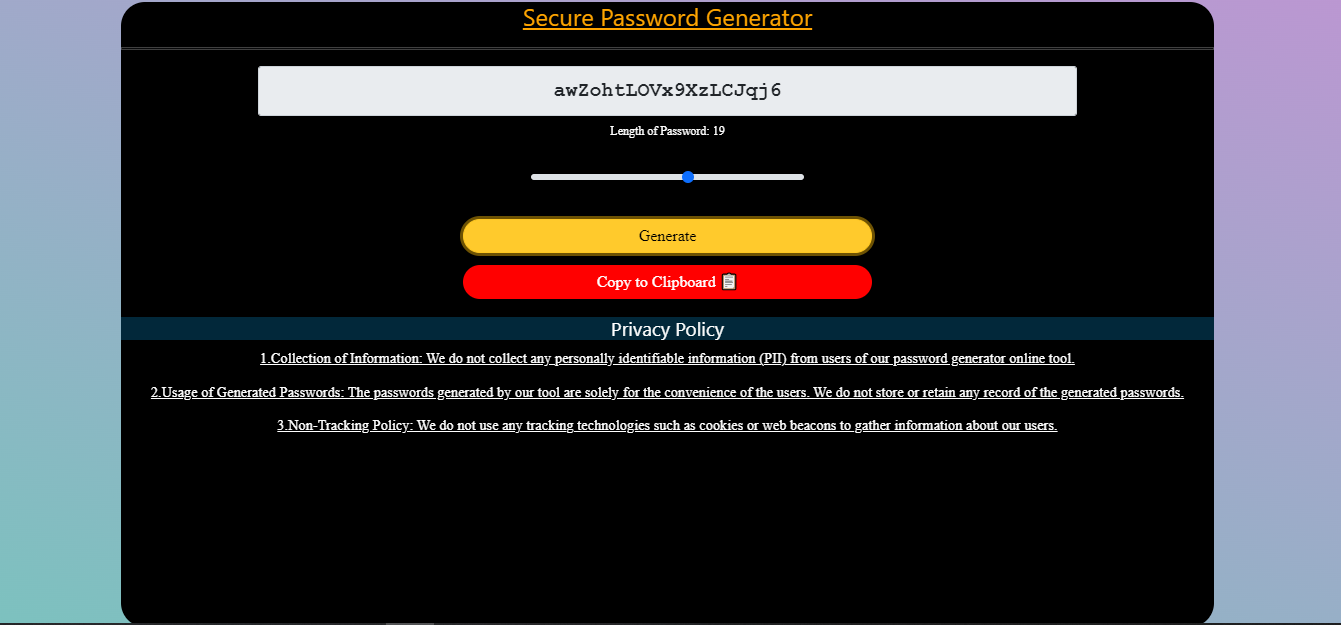 Secure Password Generator
awZohtLOVx9XzLCJqj6
Length of Password: 19
Generate
Copy to Clipboard 📋
Privacy Policy
1.Collection of Information: We do not collect any personally identifiable information (PII) from users of our password generator online tool.
2.Usage of Generated Passwords: The passwords generated by our tool are solely for the convenience of the users. We do not store or retain any record of the generated passwords.
3.Non-Tracking Policy: We do not use any tracking technologies such as cookies or web beacons to gather information about our users.